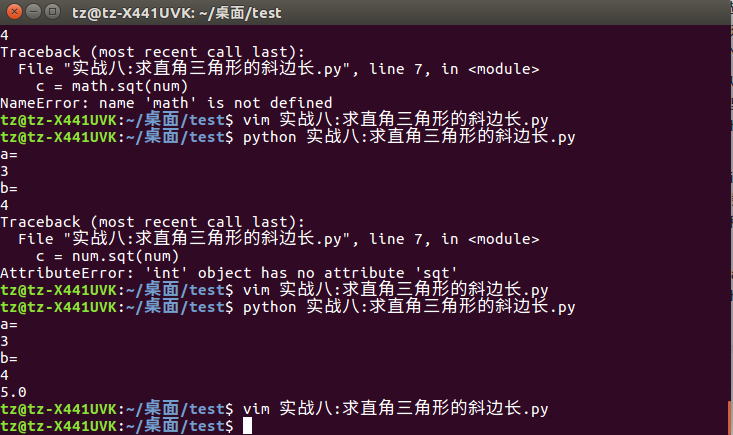 tz@tz-X441UVK: ~/桌面/test
4
Traceback (most recent call last):
  File "实战八:求直角三角形的斜边长.py", line 7, in <module>
    c = math.sqt(num)
NameError: name 'math' is not defined
tz@tz-X441UVK:~/桌面/test$ vim 实战八:求直角三角形的斜边长.py
tz@tz-X441UVK:~/桌面/test$ python 实战八:求直角三角形的斜边长.py
a=
3
b=
4
Traceback (most recent call last):
  File "实战八:求直角三角形的斜边长.py", line 7, in <module>
    c = num.sqt(num)
AttributeError: 'int' object has no attribute 'sqt'
tz@tz-X441UVK:~/桌面/test$ vim 实战八:求直角三角形的斜边长.py
tz@tz-X441UVK:~/桌面/test$ python 实战八:求直角三角形的斜边长.py
a=
3
b=
4
5.0
tz@tz-X441UVK:~/桌面/test$ vim 实战八:求直角三角形的斜边长.py
tz@tz-X441UVK:~/桌面/test$